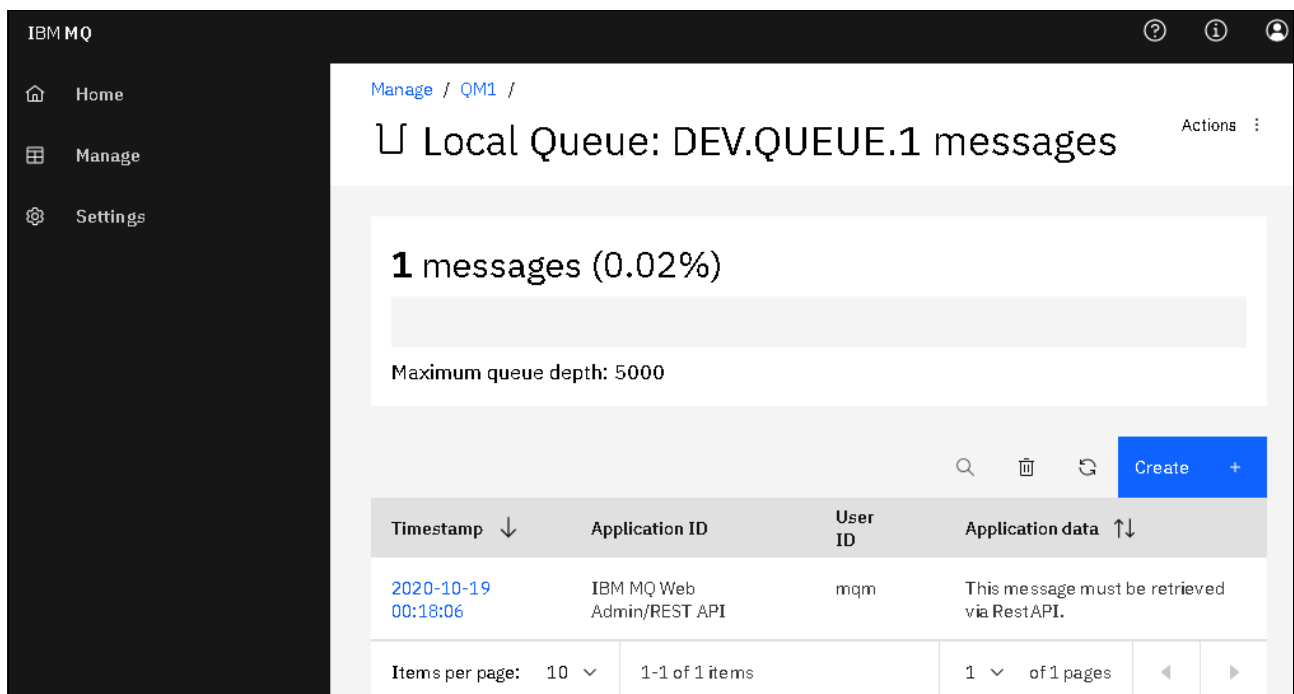 IBM MQ
Home
Manage
Settings
Manage / QM1 /
Local Queue: DEV.QUEUE.1 messages
Actions
1 messages (0.02%)
Maximum queue depth: 5000
Create +
Timestamp
Application ID
User
ID
Application data
2020-10-19
00:18:06
IBM MQ Web
Admin/REST API
mqm
This message must be retrieved
via RestAPI.
Items per page: 10
1-1 of 1 items
1 of 1 pages